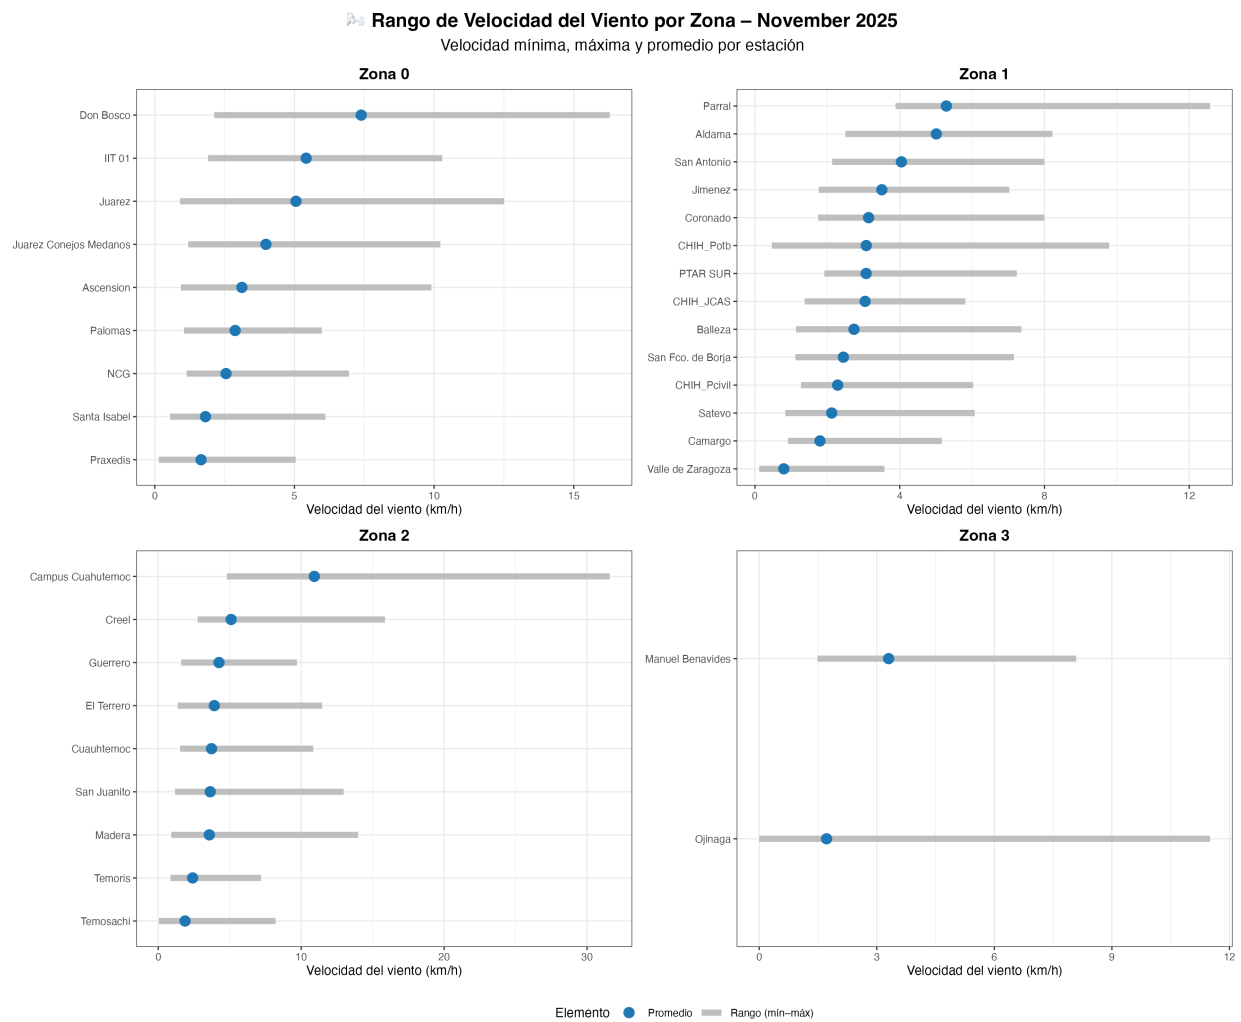 🌬️ Rango de Velocidad del Viento por Zona – November 2025
Velocidad mínima, máxima y promedio por estación
Zona 0
Don Bosco
IIT 01
Juarez
Juarez Conejos Medanos
Ascension
Palomas
NCG
Santa Isabel
Praxedis
0 5 10 15
Velocidad del viento (km/h)
Zona 1
Parral
Aldama
San Antonio
Jimenez
Coronado
CHIH_Potb
PTAR SUR
CHIH_JCAS
Balleza
San Fco. de Borja
CHIH_Pcivil
Satevo
Camargo
Valle de Zaragoza
0 4 8 12
Velocidad del viento (km/h)
Zona 2
Campus Cuahutemoc
Creel
Guerrero
El Terrero
Cuauhtemoc
San Juanito
Madera
Temoris
Temosachi
0 10 20 30
Velocidad del viento (km/h)
Zona 3
Manuel Benavides
Ojinaga
0 3 6 9 12
Velocidad del viento (km/h)
Elemento Promedio Rango (mín–máx)